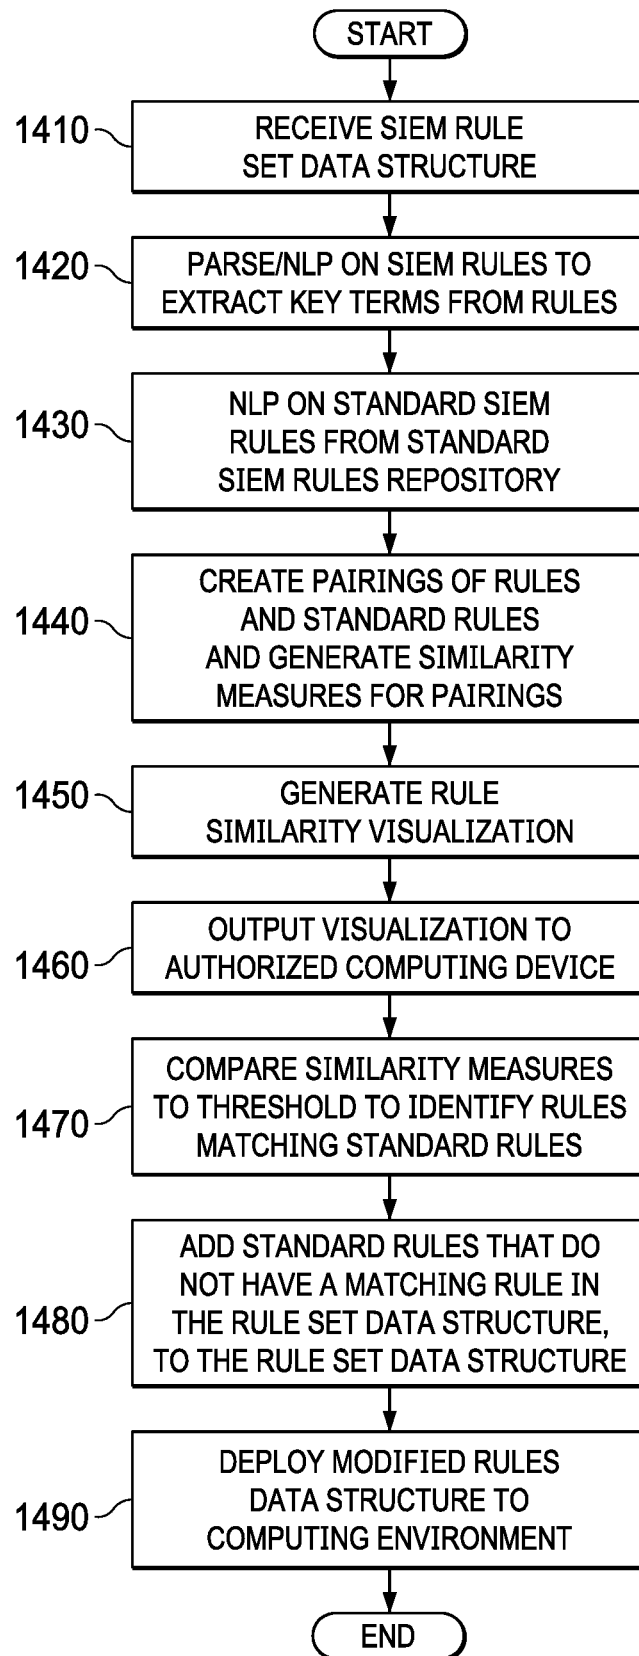 START
1410
RECEIVE SIEM RULE
SET DATA STRUCTURE
1420
PARSE/NLP ON SIEM RULES TO
EXTRACT KEY TERMS FROM RULES
1430
NLP ON STANDARD SIEM
RULES FROM STANDARD
SIEM RULES REPOSITORY
1440
CREATE PAIRINGS OF RULES
AND STANDARD RULES
AND GENERATE SIMILARITY
MEASURES FOR PAIRINGS
1450
GENERATE RULE
SIMILARITY VISUALIZATION
1460
OUTPUT VISUALIZATION TO
AUTHORIZED COMPUTING DEVICE
1470
COMPARE SIMILARITY MEASURES
TO THRESHOLD TO IDENTIFY RULES
MATCHING STANDARD RULES
1480
ADD STANDARD RULES THAT DO
NOT HAVE A MATCHING RULE IN
THE RULE SET DATA STRUCTURE,
TO THE RULE SET DATA STRUCTURE
1490
DEPLOY MODIFIED RULES
DATA STRUCTURE TO
COMPUTING ENVIRONMENT
END